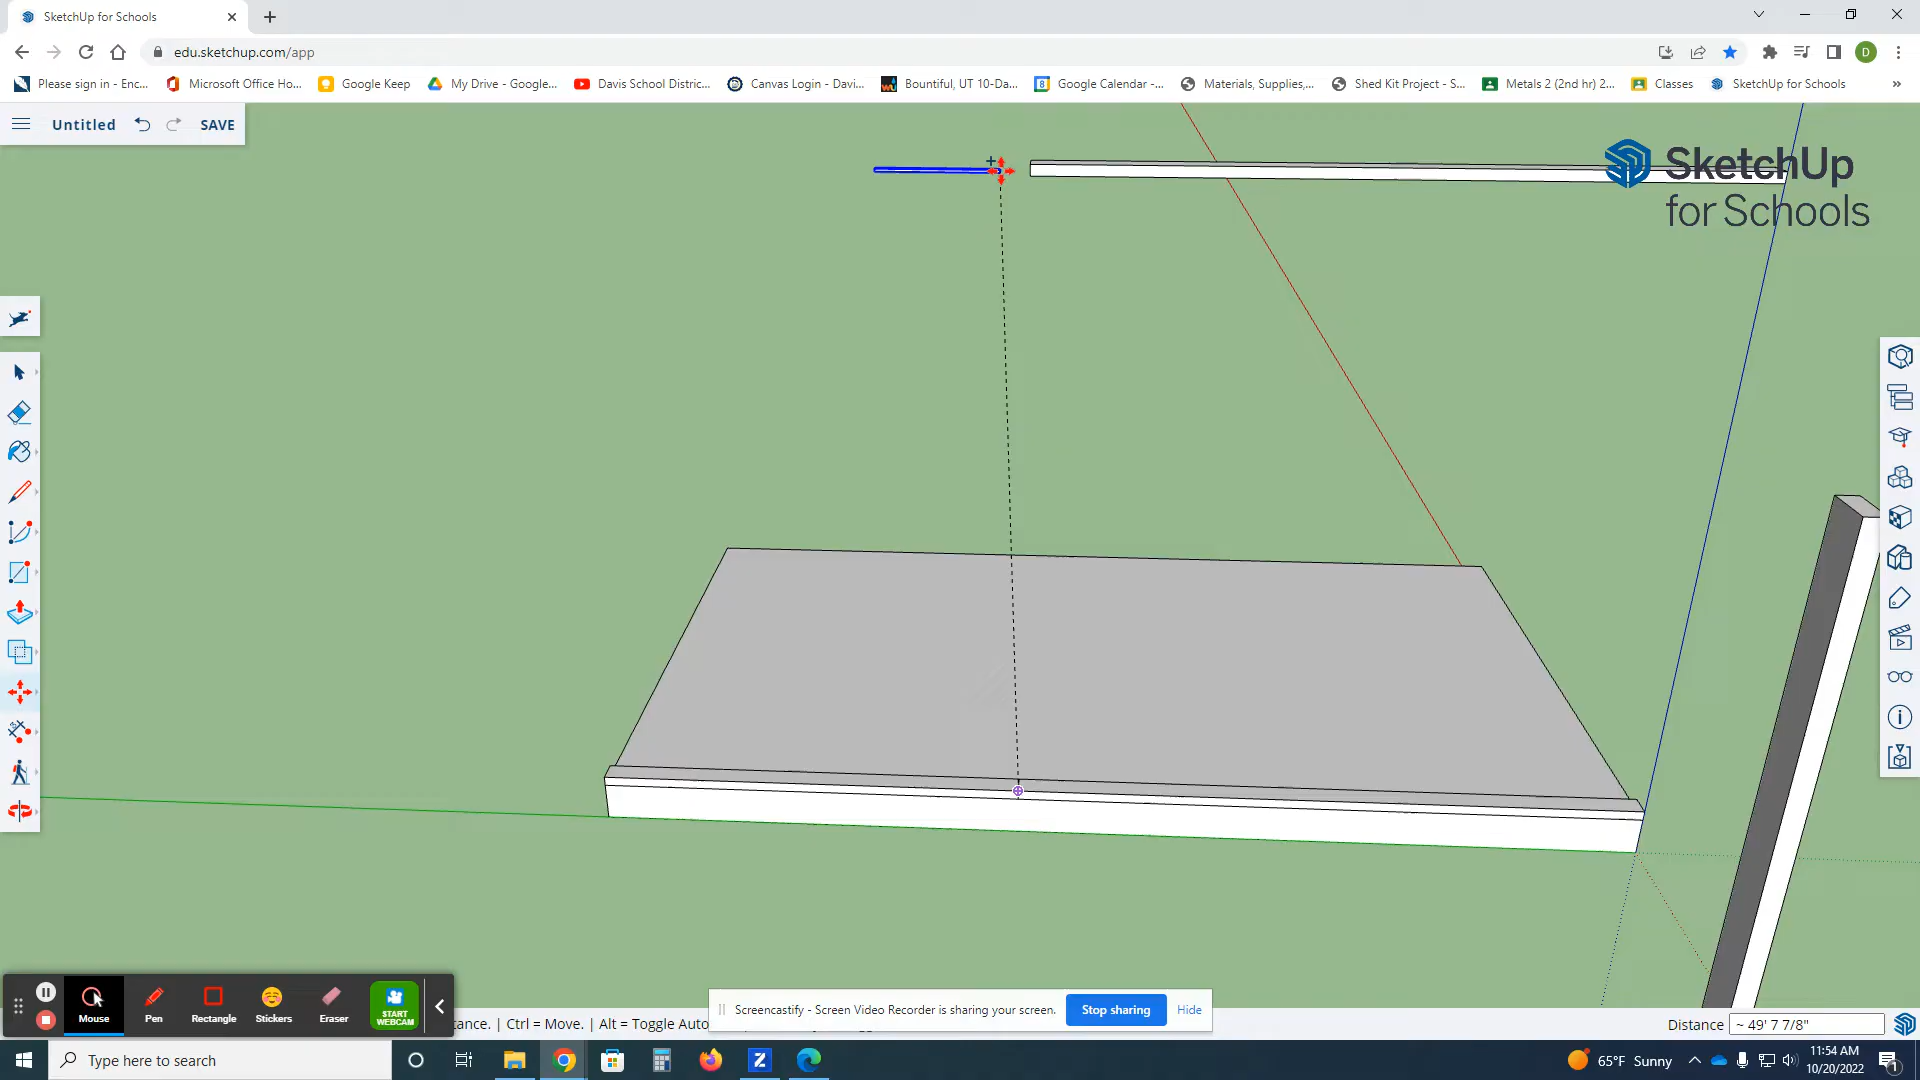 SketchUp for Schools
edu.sketchup.com/app
D
Please sign in - Enc...
Microsoft Office Ho...
Google Keep
My Drive - Google...
Davis School District...
Canvas Login - Davi...
Bountiful, UT 10-Da...
Google Calendar -...
Materials, Supplies,...
Shed Kit Project - S...
Metals 2 (2nd hr) 2...
Classes
SketchUp for Schools
»
Untitled
SAVE
SketchUp
for Schools
Mouse
Pen
Rectangle
Stickers
Eraser
START
WEBCAM
tance. | Ctrl = Move. | Alt = Toggle Auto
Screencastify - Screen Video Recorder is sharing your screen.
Stop sharing
Hide
Distance
~ 49' 7 7/8"
Type here to search
65°F Sunny
11:54 AM
10/20/2022
1